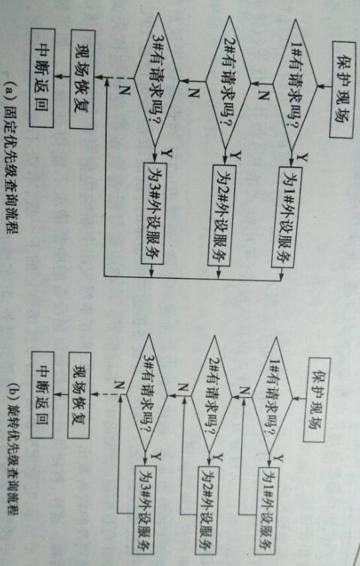 保护现场
1#有请求吗?
Y
为1#外设服务
N
2#有请求吗?
Y
为2#外设服务
N
3#有请求吗?
Y
为3#外设服务
N
现场恢复
中断返回
(a) 固定优先级查询流程
保护现场
1#有请求吗?
Y
为1#外设服务
N
2#有请求吗?
Y
为2#外设服务
N
3#有请求吗?
Y
为3#外设服务
N
现场恢复
中断返回
(b) 旋转优先级查询流程